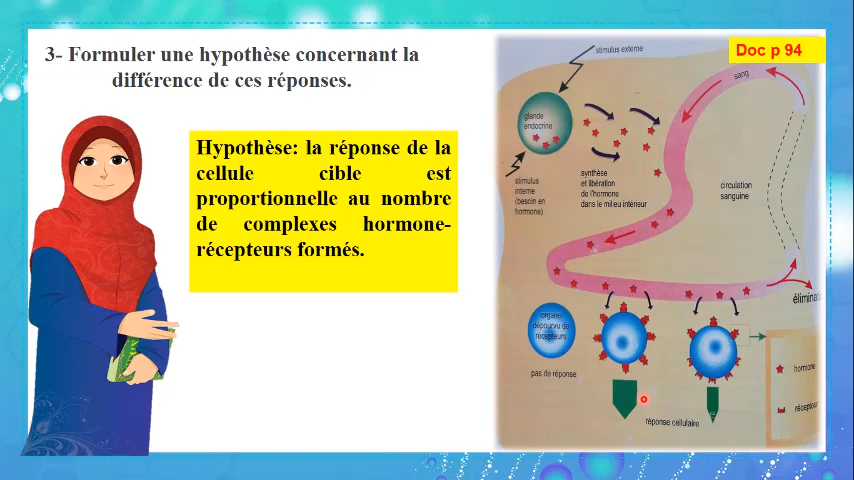 3- Formuler une hypothèse concernant la
différence de ces réponses.
Hypothèse: la réponse de la
cellule cible est
proportionnelle au nombre
de complexes hormone-
récepteurs formés.
Doc p 94
stimulus externe
sang
glande
endocrine
stimulus
interne
(besoin en
hormone)
synthèse
et libération
de l'hormone
dans le milieu intérieur
circulation
sanguine
organe
dépourvu de
récepteurs
pas de réponse
réponse cellulaire
hormone